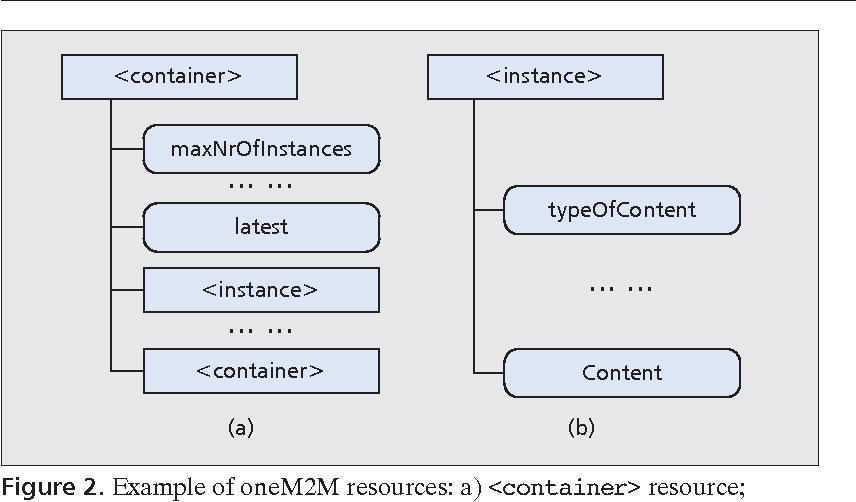 <container>
maxNrOfInstances
... ...
latest
<instance>
... ...
<container>
(a)
<instance>
typeOfContent
... ...
Content
(b)
Figure 2. Example of oneM2M resources: a) <container> resource;